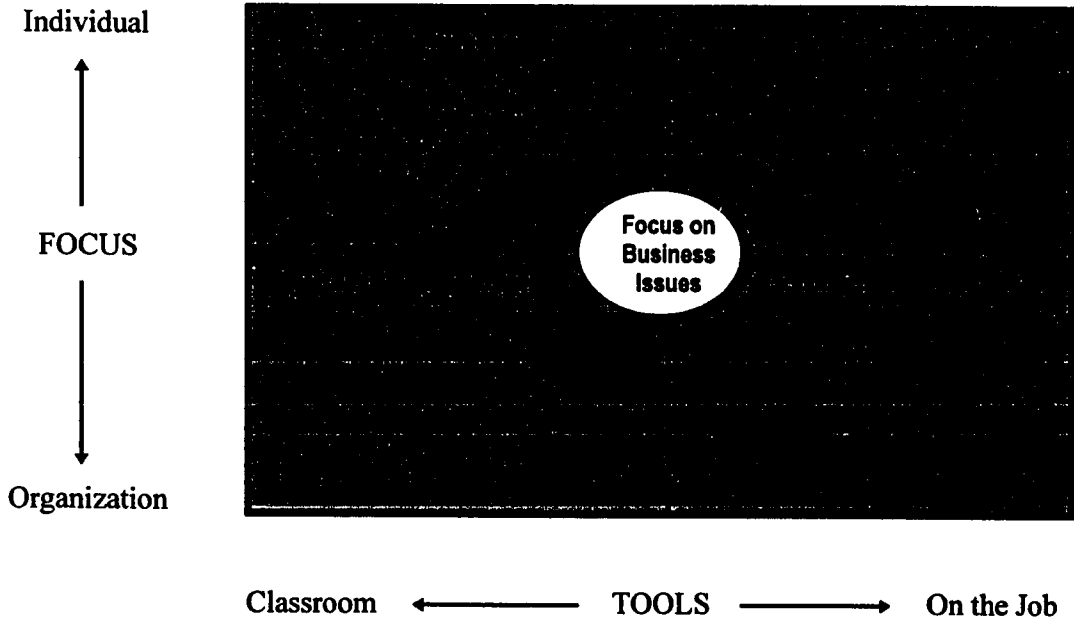 Individual
FOCUS
Organization
Focus on
Business
Issues
Classroom TOOLS On the Job